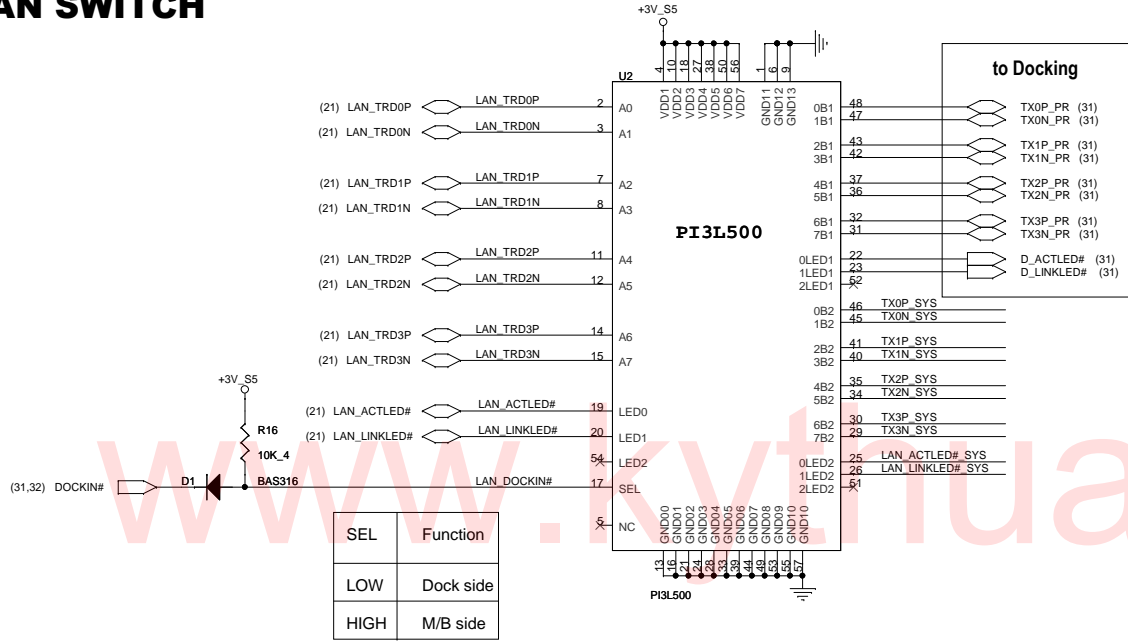 AN SWITCH
+3V_S5
U2
4 VDD1
10 VDD2
18 VDD3
27 VDD4
38 VDD5
50 VDD6
56 VDD7
1 GND11
6 GND12
9 GND13
to Docking
(21) LAN_TRD0P LAN_TRD0P 2 A0
(21) LAN_TRD0N LAN_TRD0N 3 A1
(21) LAN_TRD1P LAN_TRD1P 7 A2
(21) LAN_TRD1N LAN_TRD1N 8 A3
(21) LAN_TRD2P LAN_TRD2P 11 A4
(21) LAN_TRD2N LAN_TRD2N 12 A5
(21) LAN_TRD3P LAN_TRD3P 14 A6
(21) LAN_TRD3N LAN_TRD3N 15 A7
(21) LAN_ACTLED# LAN_ACTLED# 19 LED0
(21) LAN_LINKLED# LAN_LINKLED# 20 LED1
54 LED2
(31,32) DOCKIN# D1 BAS316 LAN_DOCKIN# 17 SEL
5 NC
+3V_S5
R16
10K_4
PI3L500
0B1 48 TX0P_PR (31)
1B1 47 TX0N_PR (31)
2B1 43 TX1P_PR (31)
3B1 42 TX1N_PR (31)
4B1 37 TX2P_PR (31)
5B1 36 TX2N_PR (31)
6B1 32 TX3P_PR (31)
7B1 31 TX3N_PR (31)
0LED1 22 D_ACTLED# (31)
1LED1 23 D_LINKLED# (31)
2LED1 52
0B2 46 TX0P_SYS
1B2 45 TX0N_SYS
2B2 41 TX1P_SYS
3B2 40 TX1N_SYS
4B2 35 TX2P_SYS
5B2 34 TX2N_SYS
6B2 30 TX3P_SYS
7B2 29 TX3N_SYS
0LED2 25 LAN_ACTLED#_SYS
1LED2 26 LAN_LINKLED#_SYS
2LED2 51
13 GND00
16 GND01
21 GND02
24 GND03
28 GND04
33 GND05
39 GND06
44 GND07
49 GND08
53 GND09
55 GND10
57 GND10
PI3L500
SEL Function
LOW Dock side
HIGH M/B side
www.kythua